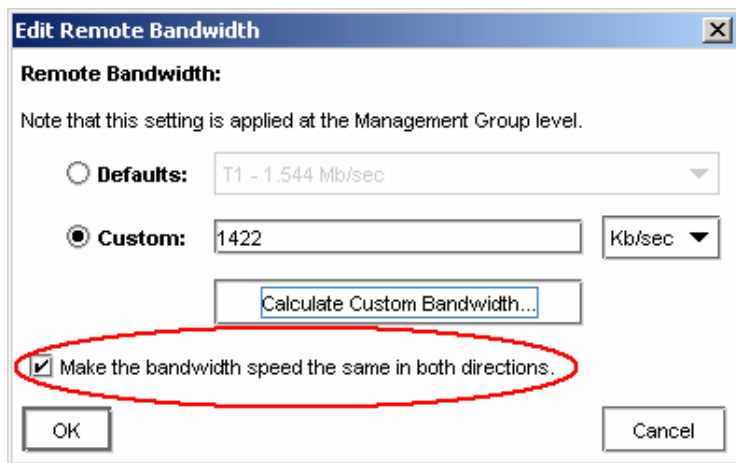 Edit Remote Bandwidth
Remote Bandwidth:
Note that this setting is applied at the Management Group level.
Defaults: T1 - 1.544 Mb/sec
Custom: 1422 Kb/sec
Calculate Custom Bandwidth...
Make the bandwidth speed the same in both directions.
OK Cancel